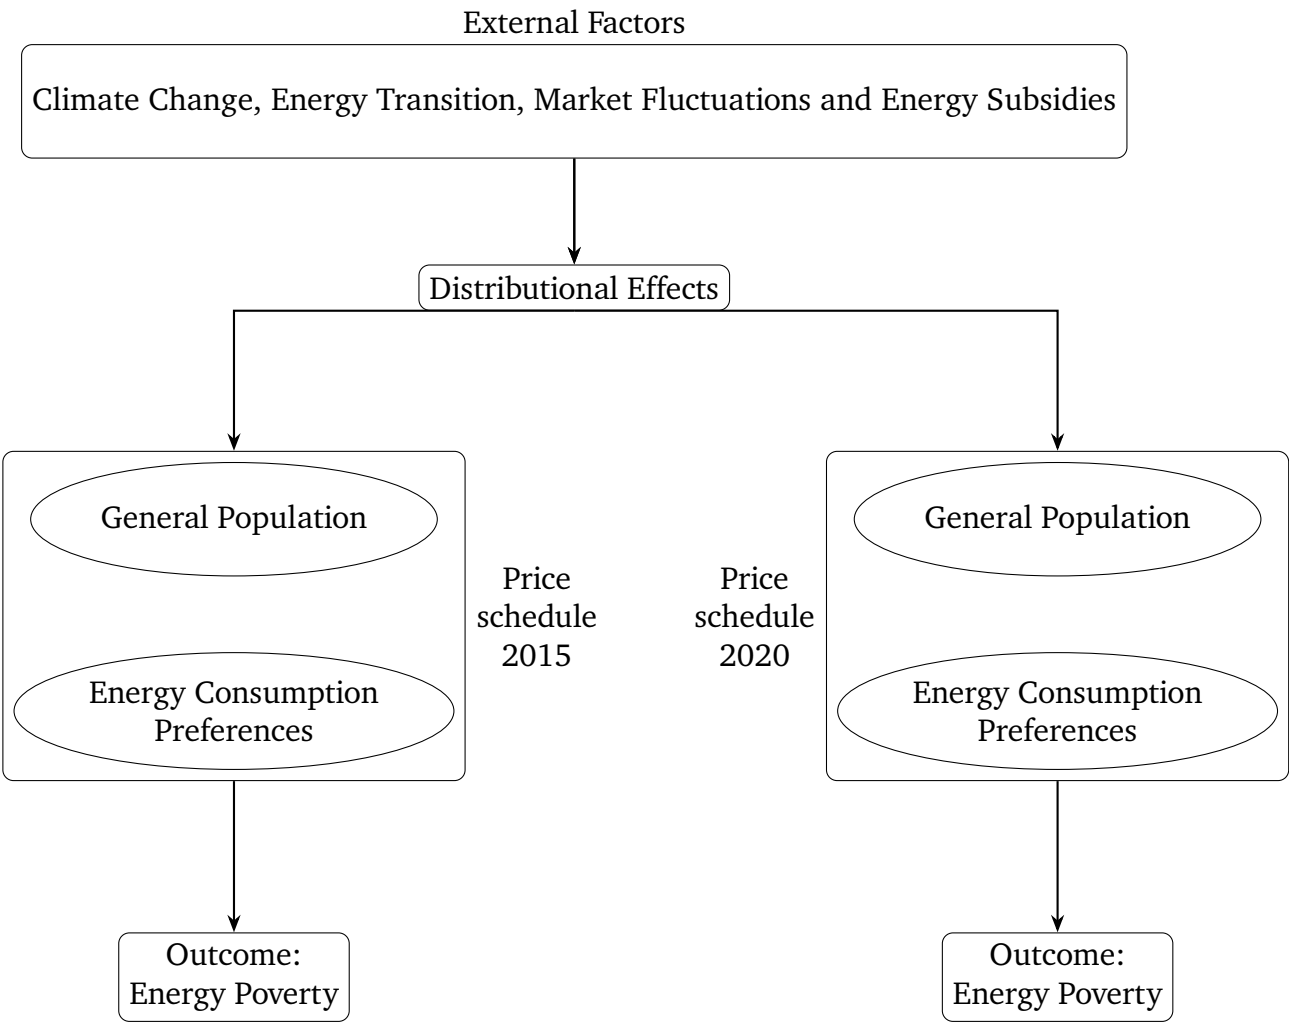 External Factors
Climate Change, Energy Transition, Market Fluctuations and Energy Subsidies
Distributional Effects
General Population
Energy Consumption
Preferences
Price
schedule
2015
Outcome:
Energy Poverty
Price
schedule
2020
General Population
Energy Consumption
Preferences
Outcome:
Energy Poverty